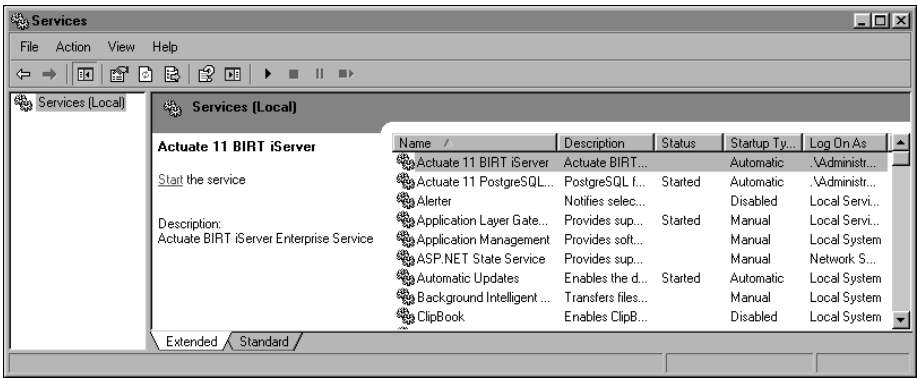 Services
File Action View Help
Services (Local)
Services (Local)
Actuate 11 BIRT iServer
Start the service
Description:
Actuate BIRT iServer Enterprise Service
Name Description Status Startup Ty... Log On As
Actuate 11 BIRT iServer Actuate BIRT... Automatic .\Administr...
Actuate 11 PostgreSQL... PostgreSQL f... Started Automatic .\Administr...
Alerter Notifies selec... Disabled Local Servi...
Application Layer Gate... Provides sup... Started Manual Local Servi...
Application Management Provides soft... Manual Local System
ASP.NET State Service Provides sup... Manual Network S...
Automatic Updates Enables the d... Started Automatic Local System
Background Intelligent ... Transfers files... Manual Local System
ClipBook Enables ClipB... Disabled Local System
Extended Standard